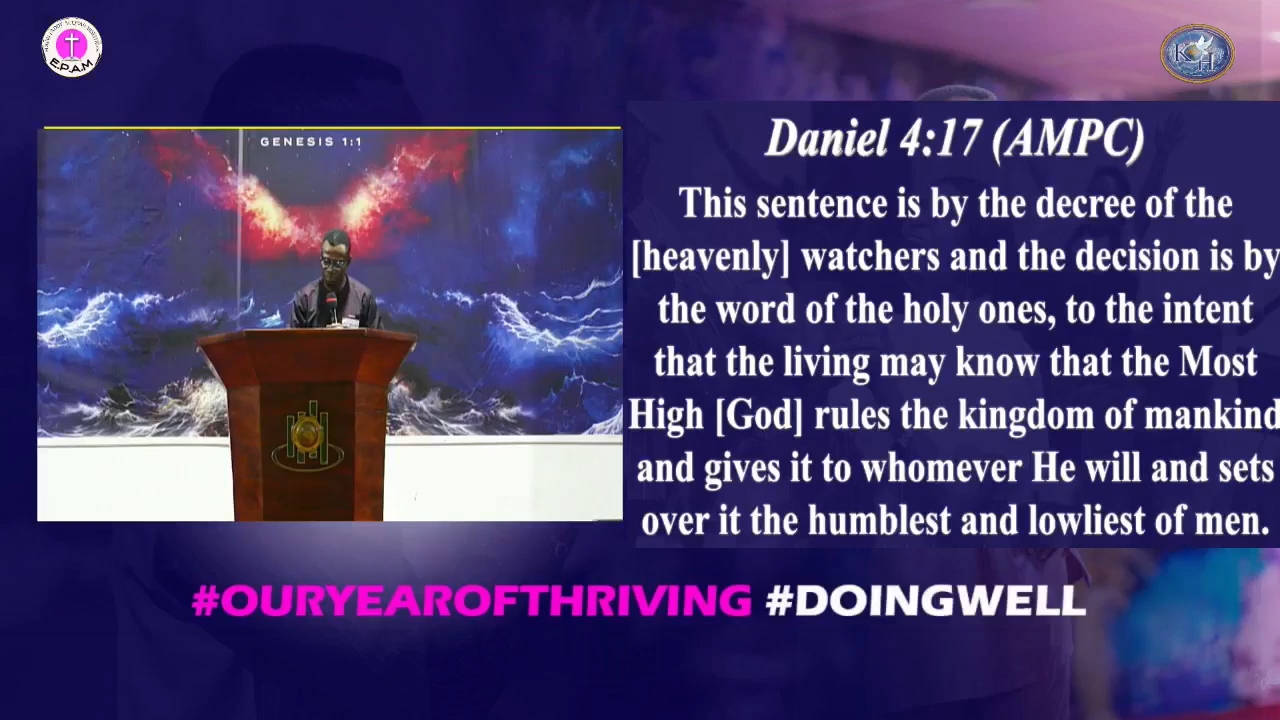 E.P.A.M
K H
GENESIS 1:1
Daniel 4:17 (AMPC)
This sentence is by the decree of the
[heavenly] watchers and the decision is by
the word of the holy ones, to the intent
that the living may know that the Most
High [God] rules the kingdom of mankind
and gives it to whomever He will and sets
over it the humblest and lowliest of men.
#OURYEAROFTHRIVING #DOINGWELL